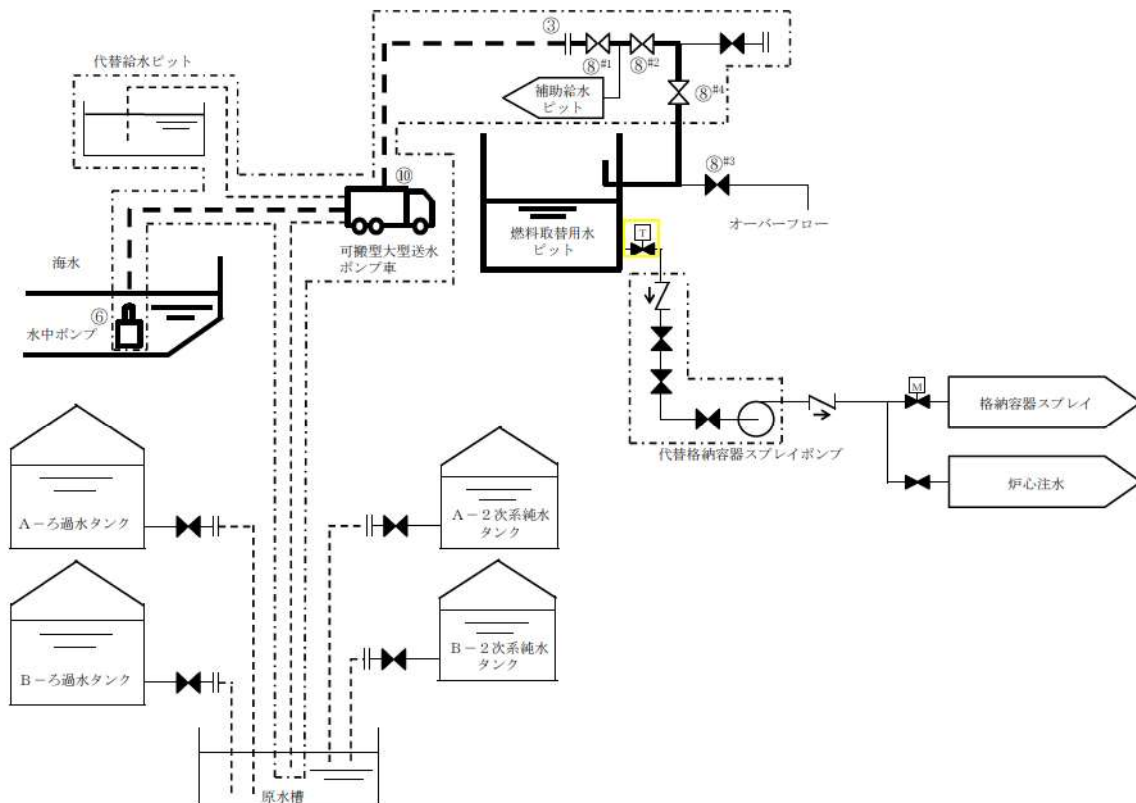 ③
⑧#1
⑧#2
代替給水ピット
補助給水
ピット
⑧#4
⑩
⑧#3
オーバーフロー
可搬型大型送水
ポンプ車
燃料取替用水
ピット
T
海水
⑥
水中ポンプ
M
格納容器スプレイ
代替格納容器スプレイポンプ
炉心注水
A-ろ過水タンク
A-2次系純水
タンク
B-ろ過水タンク
B-2次系純水
タンク
原水槽